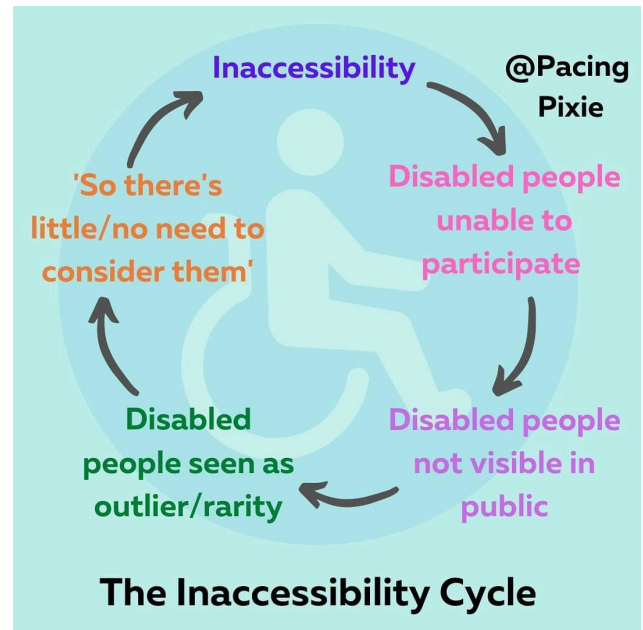 Inaccessibility
@Pacing
Pixie
Disabled people
unable to
participate
Disabled people
not visible in
public
Disabled
people seen as
outlier/rarity
'So there's
little/no need to
consider them'
The Inaccessibility Cycle